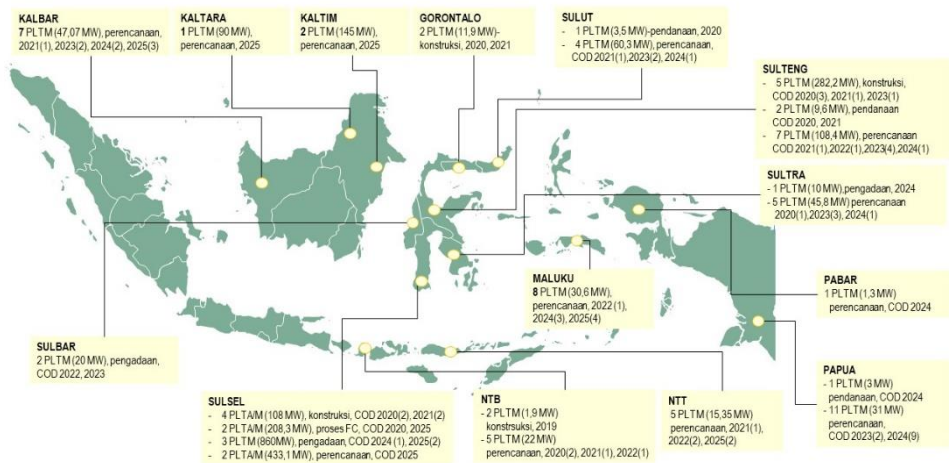 KALBAR
7 PLTM (47,07 MW), perencanaan,
2021(1), 2023(2), 2024(2), 2025(3)
KALTARA
1 PLTM (90 MW),
perencanaan, 2025
KALTIM
2 PLTM (145 MW),
perencanaan, 2025
GORONTALO
2 PLTM (11,9 MW)-
konstruksi, 2020, 2021
SULUT
- 1 PLTM (3,5 MW)-pendanaan, 2020
- 4 PLTM (60,3 MW), perencanaan,
COD 2021(1),2023(2), 2024(1)
SULTENG
- 5 PLTM (282,2 MW), konstruksi,
COD 2020(3), 2021(1), 2023(1)
- 2 PLTM (9,6 MW), pendanaan
COD 2020, 2021
- 7 PLTM (108,4 MW), perencanaan
COD 2021(1),2022(1),2023(4),2024(1)
SULTRA
- 1 PLTM (10 MW),pengadaan, 2024
- 5 PLTM (45,8 MW) perencanaan
2020(1),2023(3), 2024(1)
MALUKU
8 PLTM (30,6 MW),
perencanaan, 2022 (1),
2024(3), 2025(4)
PABAR
1 PLTM (1,3 MW)
perencanaan, COD 2024
SULBAR
2 PLTM (20 MW), pengadaan,
COD 2022, 2023
SULSEL
- 4 PLTA/M (108 MW), konstruksi, COD 2020(2), 2021(2)
- 2 PLTA/M (208,3 MW), proses FC, COD 2020, 2025
- 3 PLTM (860MW), pengadaan, COD 2024 (1), 2025(2)
- 2 PLTA/M (433,1 MW), perencanaan, COD 2025
NTB
- 2 PLTM (1,9 MW)
konstruksi, 2019
- 5 PLTM (22 MW)
perencanaan, 2020(2), 2021(1), 2022(1)
NTT
5 PLTM (15,35 MW)
perencanaan, 2021(1),
2022(2), 2025(2)
PAPUA
- 1 PLTM (3 MW)
pendanaan, COD 2024
- 11 PLTM (31 MW)
perencanaan,
COD 2023(2), 2024(9)